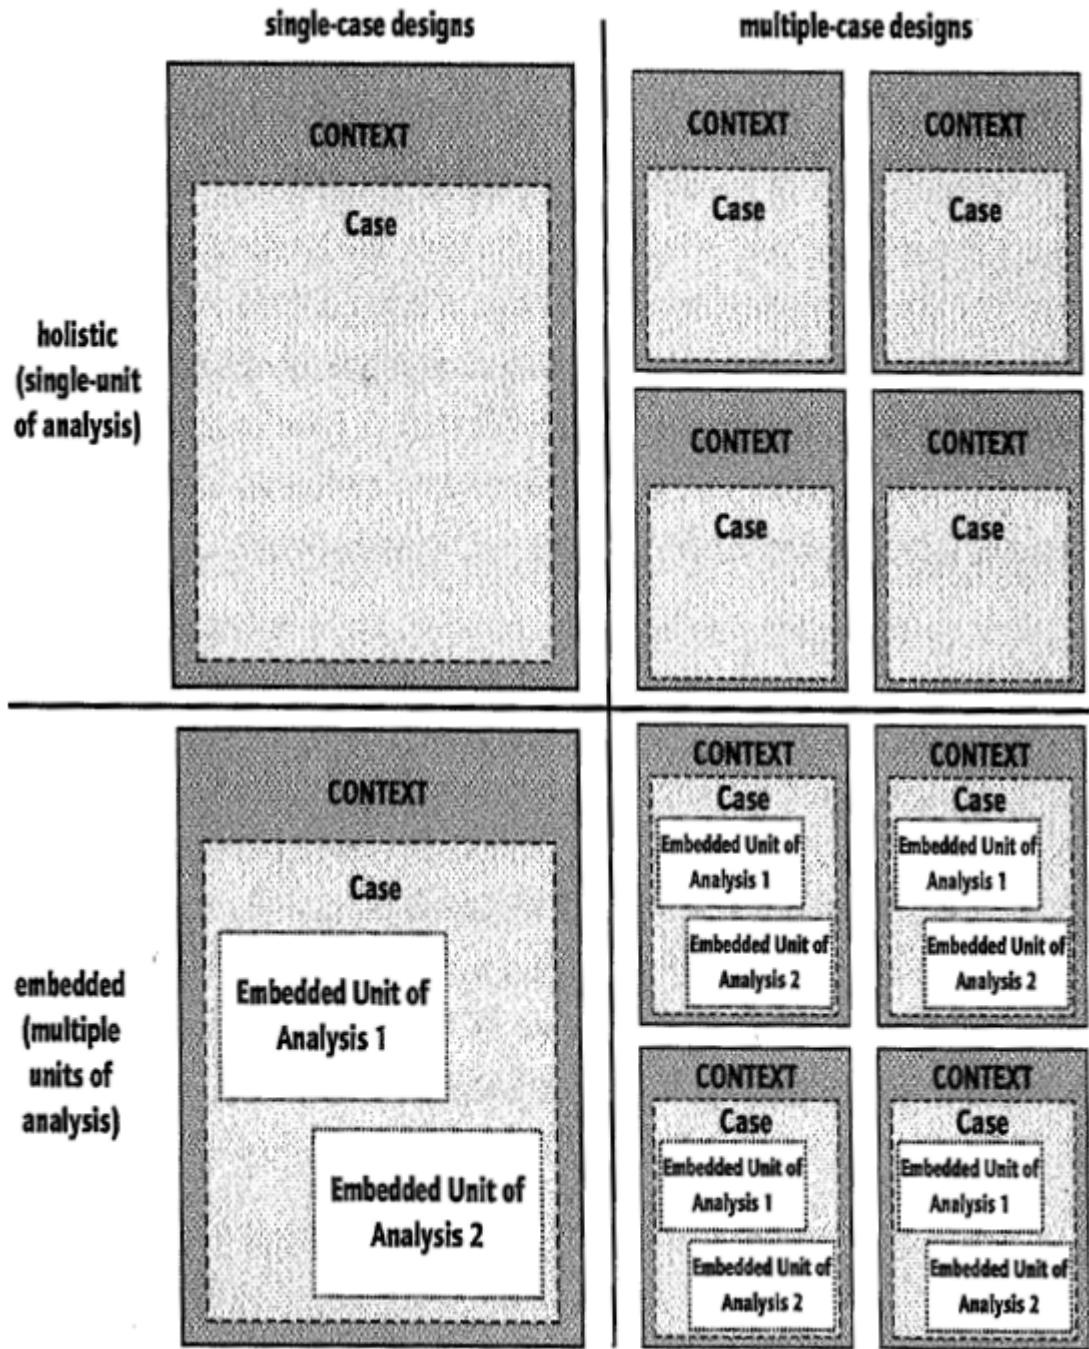 single-case designs
multiple-case designs
holistic
(single-unit
of analysis)
CONTEXT
Case
CONTEXT
Case
CONTEXT
Case
CONTEXT
Case
CONTEXT
Case
embedded
(multiple
units of
analysis)
CONTEXT
Case
Embedded Unit of
Analysis 1
Embedded Unit of
Analysis 2
CONTEXT
Case
Embedded Unit of
Analysis 1
Embedded Unit of
Analysis 2
CONTEXT
Case
Embedded Unit of
Analysis 1
Embedded Unit of
Analysis 2
CONTEXT
Case
Embedded Unit of
Analysis 1
Embedded Unit of
Analysis 2
CONTEXT
Case
Embedded Unit of
Analysis 1
Embedded Unit of
Analysis 2